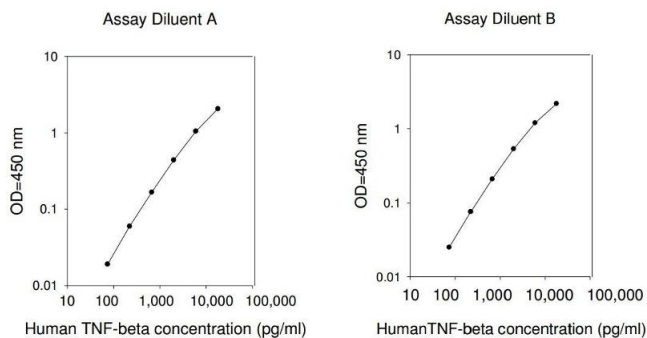 Assay Diluent A
10
1
0.1
0.01
OD=450 nm
10 100 1,000 10,000 100,000
Human TNF-beta concentration (pg/ml)
Assay Diluent B
10
1
0.1
0.01
OD=450 nm
10 100 1,000 10,000 100,000
HumanTNF-beta concentration (pg/ml)